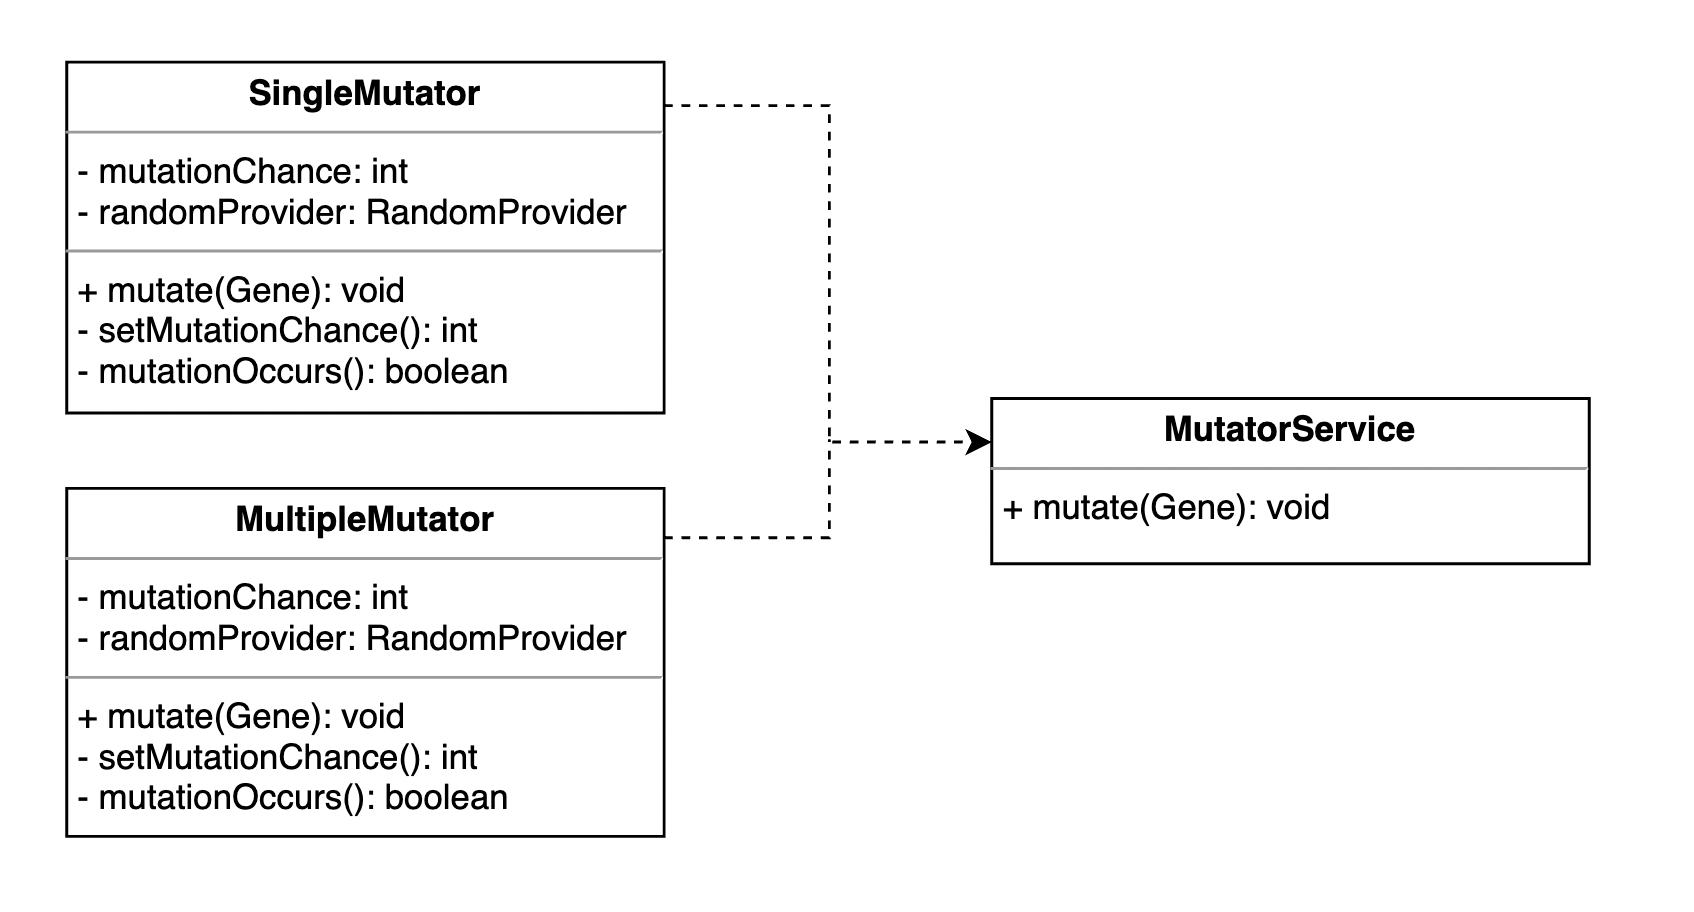 SingleMutator
- mutationChance: int
- randomProvider: RandomProvider
+ mutate(Gene): void
- setMutationChance(): int
- mutationOccurs(): boolean
MultipleMutator
- mutationChance: int
- randomProvider: RandomProvider
+ mutate(Gene): void
- setMutationChance(): int
- mutationOccurs(): boolean
MutatorService
+ mutate(Gene): void